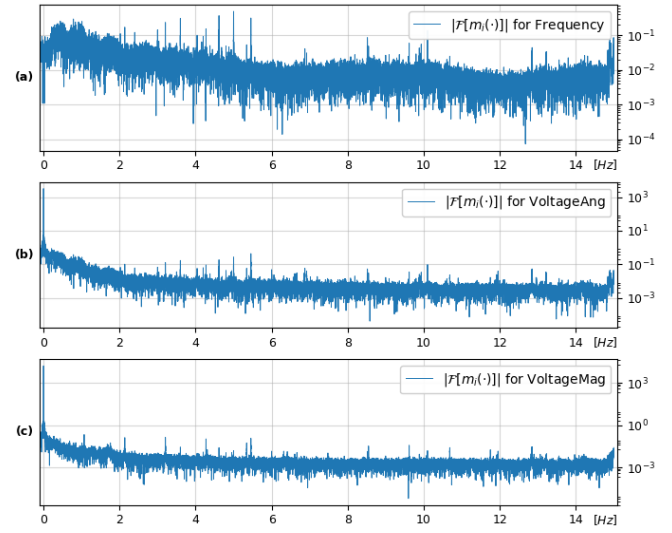 |ℱ[mᵢ(·)]| for Frequency
10⁻¹
10⁻²
10⁻³
10⁻⁴
(a)
0 2 4 6 8 10 12 14 [Hz]
|ℱ[mᵢ(·)]| for VoltageAng
10³
10¹
10⁻¹
10⁻³
(b)
0 2 4 6 8 10 12 14 [Hz]
|ℱ[mᵢ(·)]| for VoltageMag
10³
10⁰
10⁻³
(c)
0 2 4 6 8 10 12 14 [Hz]